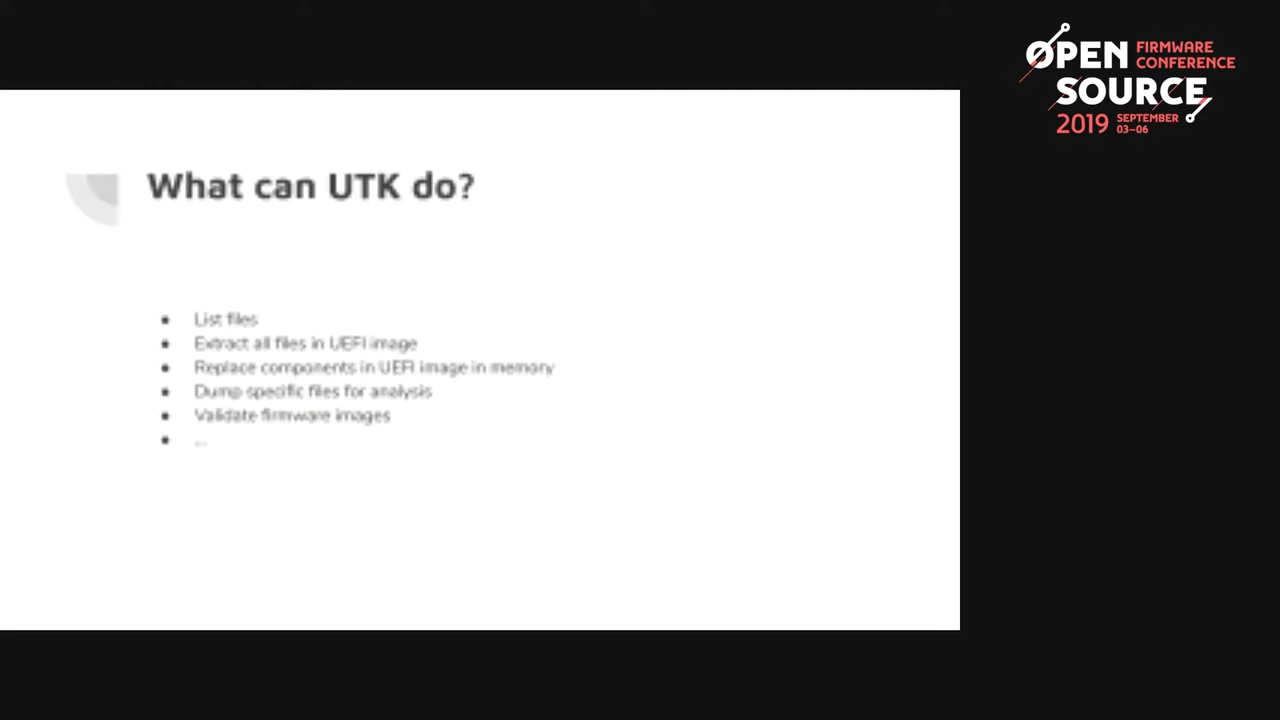 OPEN FIRMWARE
CONFERENCE
SOURCE
2019 SEPTEMBER
03–06
What can UTK do?
● List files
● Extract all files in UEFI image
● Replace components in UEFI image in memory
● Dump specific files for analysis
● Validate firmware images
● ...